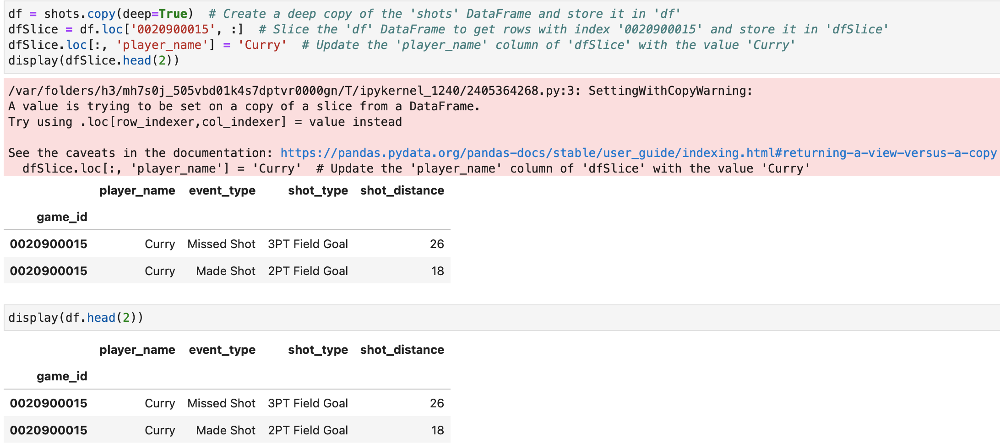 df = shots.copy(deep=True)  # Create a deep copy of the 'shots' DataFrame and store it in 'df'
dfSlice = df.loc['0020900015', :]  # Slice the 'df' DataFrame to get rows with index '0020900015' and store it in 'dfSlice'
dfSlice.loc[:, 'player_name'] = 'Curry'  # Update the 'player_name' column of 'dfSlice' with the value 'Curry'
display(dfSlice.head(2))
/var/folders/h3/mh7s0j_505vbd01k4s7dptvr0000gn/T/ipykernel_1240/2405364268.py:3: SettingWithCopyWarning:
A value is trying to be set on a copy of a slice from a DataFrame.
Try using .loc[row_indexer,col_indexer] = value instead
See the caveats in the documentation: https://pandas.pydata.org/pandas-docs/stable/user_guide/indexing.html#returning-a-view-versus-a-copy
  dfSlice.loc[:, 'player_name'] = 'Curry'  # Update the 'player_name' column of 'dfSlice' with the value 'Curry'
player_name event_type shot_type shot_distance
game_id
0020900015 Curry Missed Shot 3PT Field Goal 26
0020900015 Curry Made Shot 2PT Field Goal 18
display(df.head(2))
player_name event_type shot_type shot_distance
game_id
0020900015 Curry Missed Shot 3PT Field Goal 26
0020900015 Curry Made Shot 2PT Field Goal 18